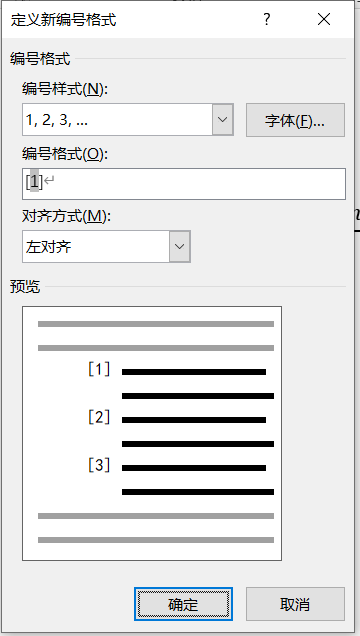 定义新编号格式 ?
编号格式
编号样式(N):
1, 2, 3, ...
字体(F)...
编号格式(O):
[1]↵
对齐方式(M):
左对齐
预览
[1]
[2]
[3]
确定 取消